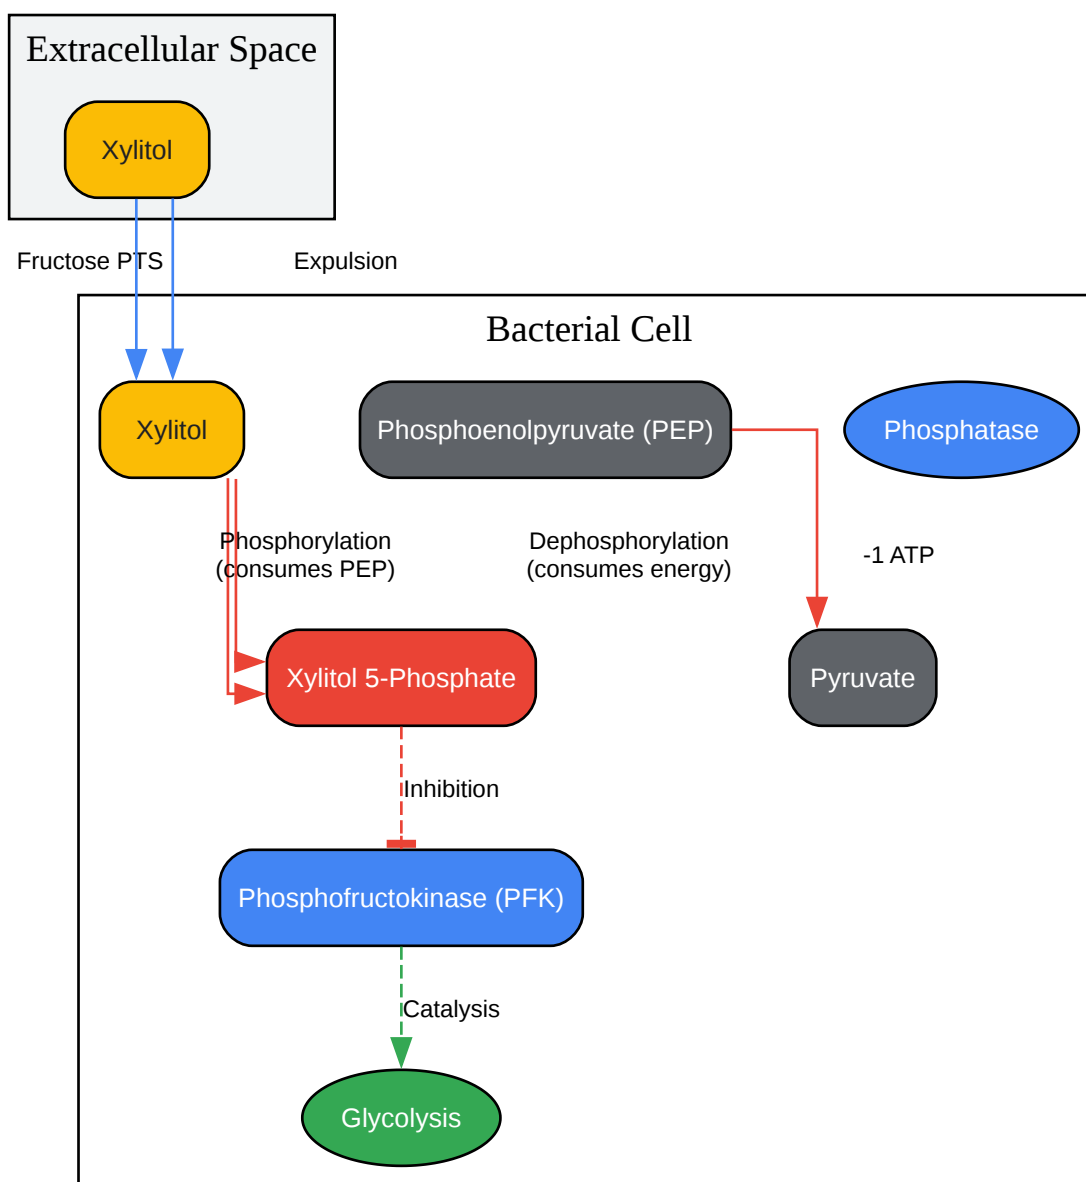 Extracellular Space
Xylitol
Fructose PTS
Expulsion
Bacterial Cell
Xylitol
Phosphoenolpyruvate (PEP)
Phosphatase
Phosphorylation
(consumes PEP)
Dephosphorylation
(consumes energy)
-1 ATP
Xylitol 5-Phosphate
Pyruvate
Inhibition
Phosphofructokinase (PFK)
Catalysis
Glycolysis